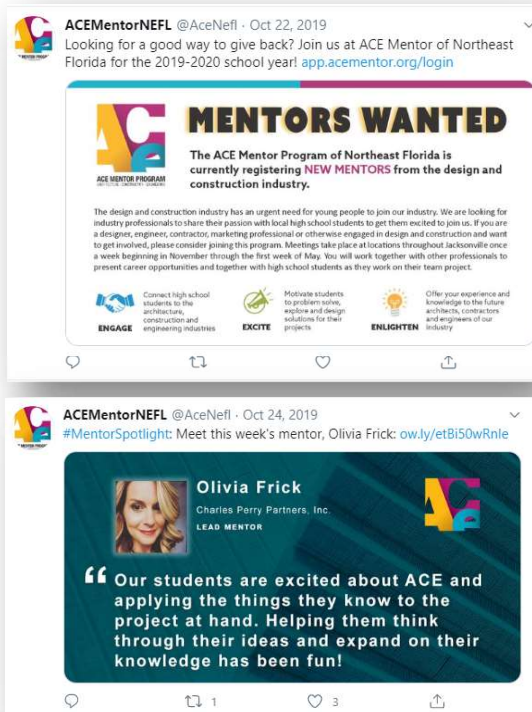 ACEMentorNEFL @AceNefl · Oct 22, 2019
Looking for a good way to give back? Join us at ACE Mentor of Northeast
Florida for the 2019-2020 school year! app.acementor.org/login
ACe
ACE MENTOR PROGRAM
MENTORS WANTED
The ACE Mentor Program of Northeast Florida is
currently registering NEW MENTORS from the design and
construction industry.
The design and construction industry has an urgent need for young people to join our industry. We are looking for
industry professionals to share their passion with local high school students to get them excited to join us. If you are
a designer, engineer, contractor, marketing professional or otherwise engaged in design and construction and want
to get involved, please consider joining this program. Meetings take place at locations throughout Jacksonville once
a week beginning in November through the first week of May. You will work together with other professionals to
present career opportunities and together with high school students as they work on their team project.
ENGAGE
Connect high school
students to the
architecture,
construction and
engineering industries
EXCITE
Motivate students
to problem solve,
explore and design
solutions for their
projects
ENLIGHTEN
Offer your experience and
knowledge to the future
architects, contractors
and engineers of our
industry
ACEMentorNEFL @AceNefl · Oct 24, 2019
#MentorSpotlight: Meet this week's mentor, Olivia Frick: ow.ly/etBi50wRnle
Olivia Frick
Charles Perry Partners, Inc.
LEAD MENTOR
ACe
“ Our students are excited about ACE and
applying the things they know to the
project at hand. Helping them think
through their ideas and expand on their
knowledge has been fun!
1
3